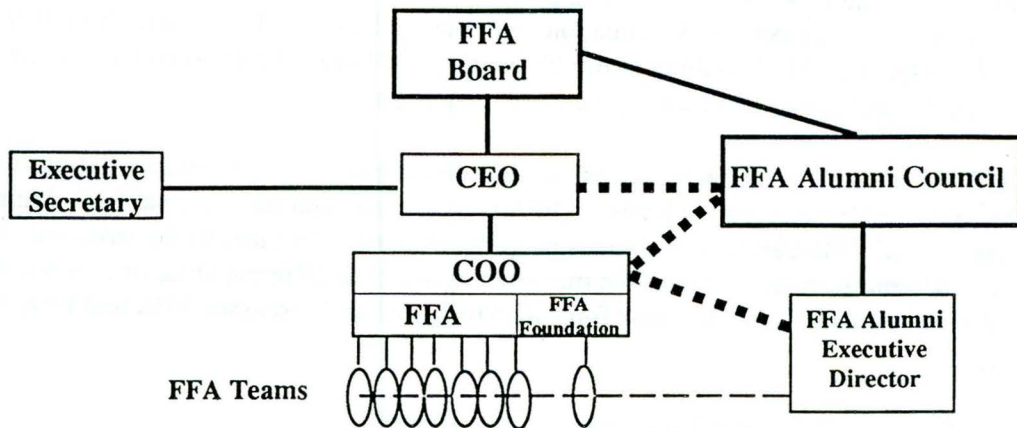 FFA
Board
Executive
Secretary
CEO
FFA Alumni Council
COO
FFA
FFA
Foundation
FFA Alumni
Executive
Director
FFA Teams